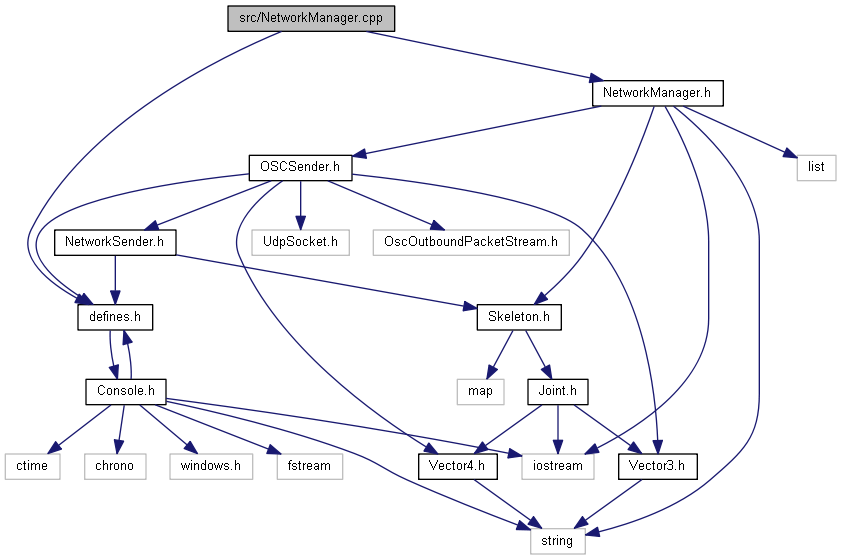 src/NetworkManager.cpp
NetworkManager.h
OSCSender.h
list
NetworkSender.h
UdpSocket.h
OscOutboundPacketStream.h
defines.h
Skeleton.h
Console.h
map
Joint.h
ctime
chrono
windows.h
fstream
Vector4.h
iostream
Vector3.h
string